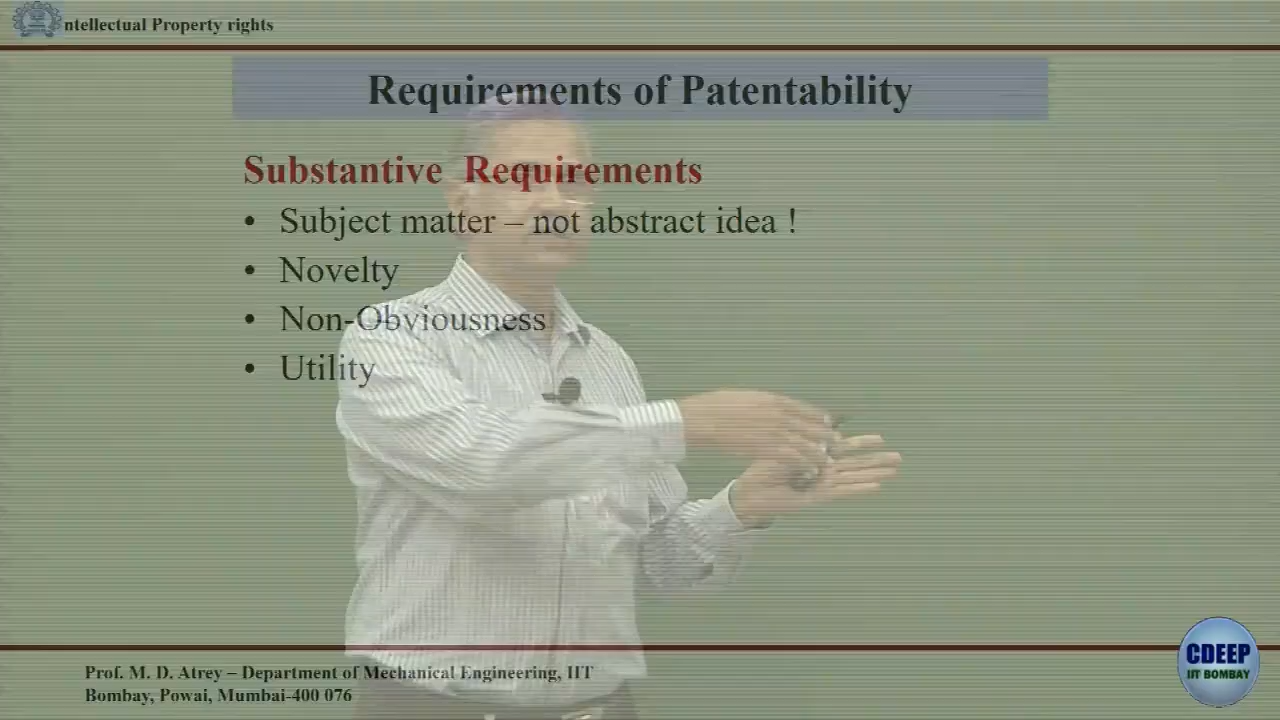 ntellectual Property rights
Requirements of Patentability
Substantive Requirements
• Subject matter – not abstract idea !
• Novelty
• Non-Obviousness
• Utility
Prof. M. D. Atrey – Department of Mechanical Engineering, IIT
Bombay, Powai, Mumbai-400 076
CDEEP
IIT BOMBAY